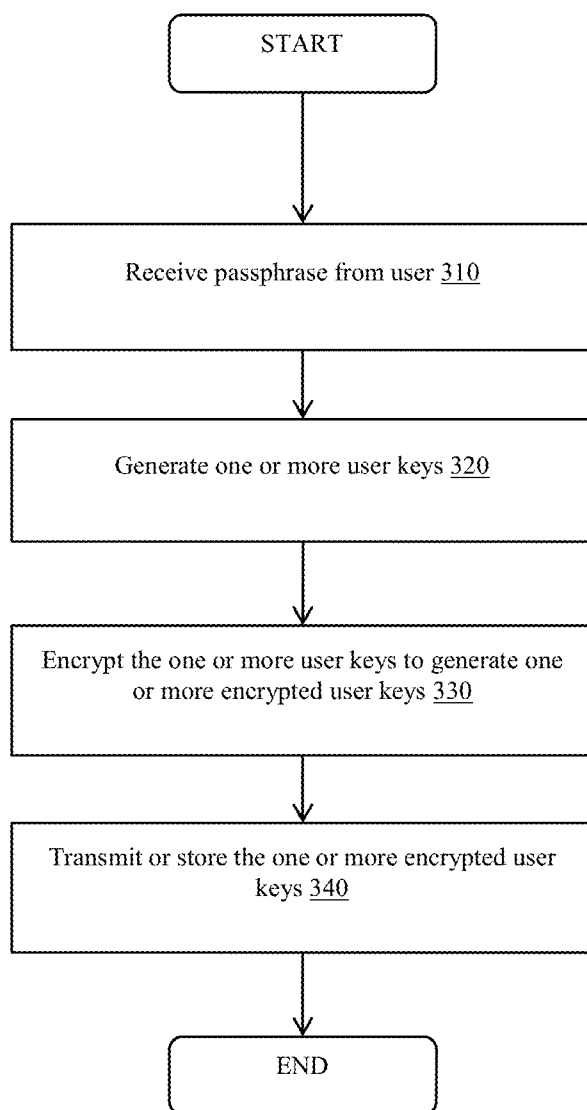 START
Receive passphrase from user 310
Generate one or more user keys 320
Encrypt the one or more user keys to generate one
or more encrypted user keys 330
Transmit or store the one or more encrypted user
keys 340
END